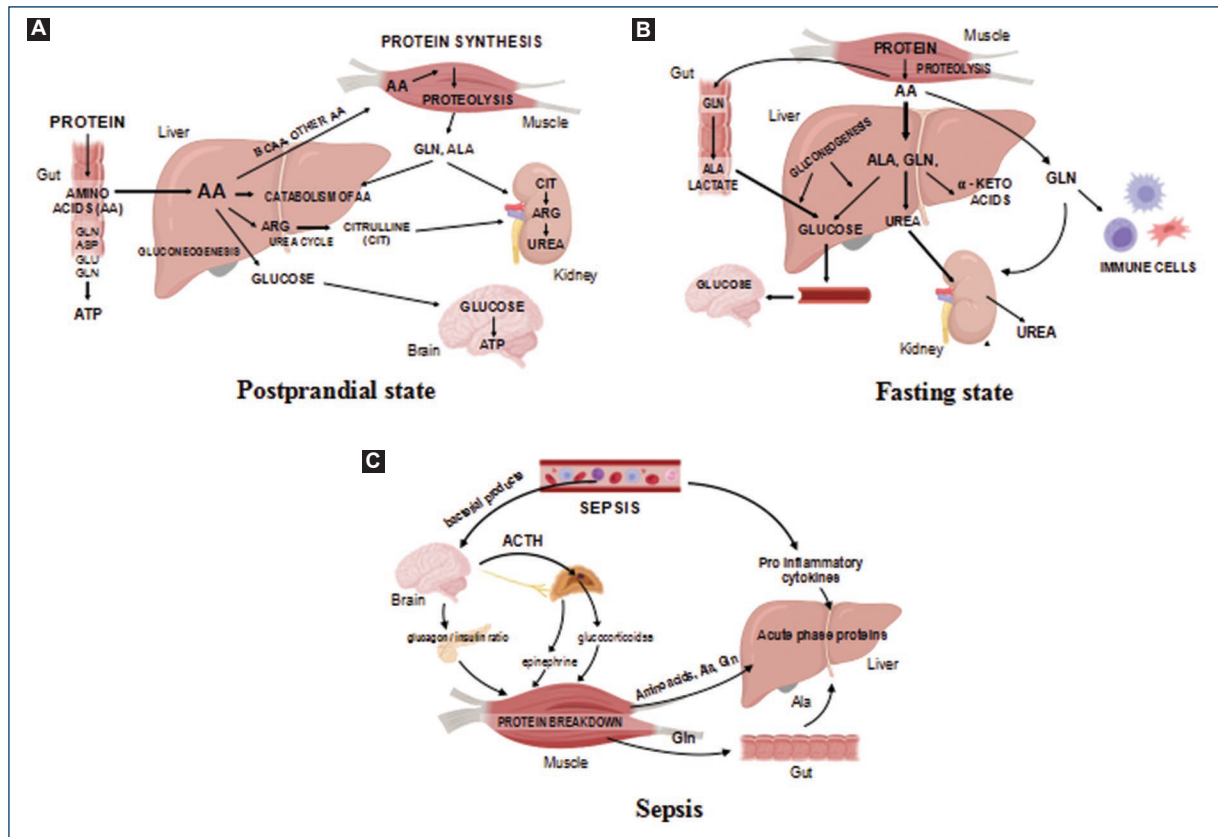 A
PROTEIN SYNTHESIS
AA
PROTEOLYSIS
Muscle
Liver
BCAA OTHER AA
PROTEIN
Gut
AMINO
ACIDS (AA)
GLN
ASP
GLU
GLN
ATP
AA
CATABOLISM OF AA
GLN, ALA
ARG
UREA CYCLE
CITRULLINE
(CIT)
GLUCONEOGENESIS
GLUCOSE
CIT
ARG
UREA
Kidney
GLUCOSE
ATP
Brain
Postprandial state
B
Muscle
PROTEIN
PROTEOLYSIS
AA
Gut
GLN
ALA
LACTATE
Liver
GLUCONEOGENESIS
ALA, GLN,
α - KETO
ACIDS
GLUCOSE
UREA
GLN
IMMUNE CELLS
GLUCOSE
Kidney
UREA
Fasting state
C
SEPSIS
bacterial products
ACTH
Brain
glucagon / insulin ratio
epinephrine
glucocorticoids
Pro inflammatory
cytokines
Acute phase proteins
Liver
Amino acids, Gln
PROTEIN BREAKDOWN
Muscle
Gln
Ala
Gut
Sepsis